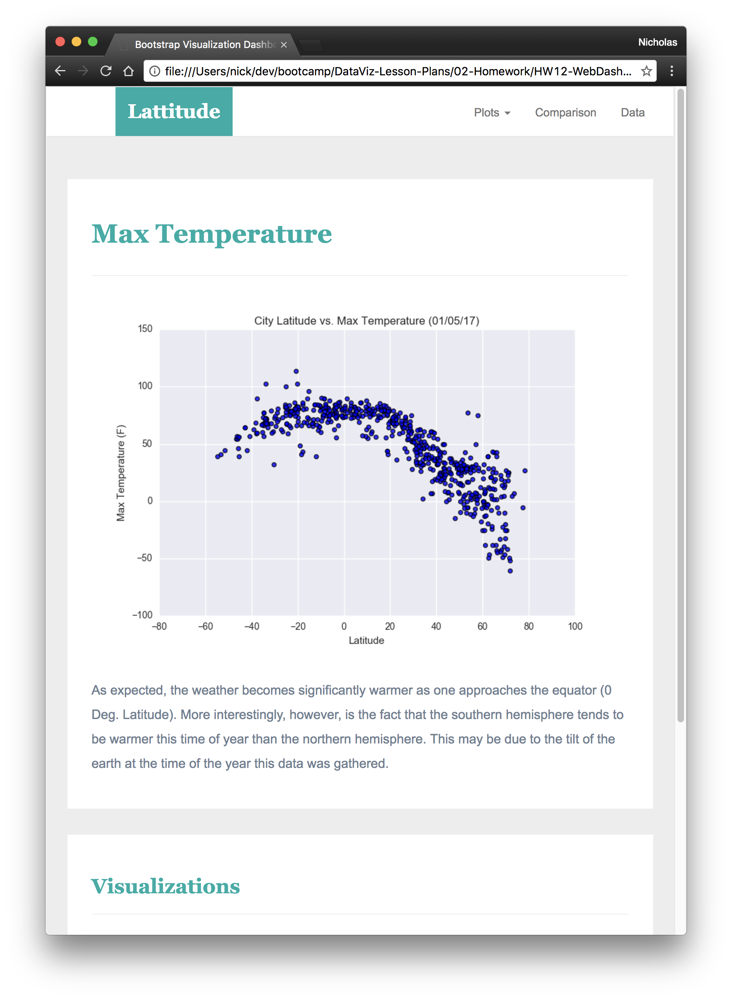 Bootstrap Visualization Dashbo
Nicholas
file:///Users/nick/dev/bootcamp/DataViz-Lesson-Plans/02-Homework/HW12-WebDash...
Lattitude
Plots
Comparison
Data
Max Temperature
City Latitude vs. Max Temperature (01/05/17)
150
100
50
0
−50
−100
Max Temperature (F)
−80 −60 −40 −20 0 20 40 60 80 100
Latitude
As expected, the weather becomes significantly warmer as one approaches the equator (0
Deg. Latitude). More interestingly, however, is the fact that the southern hemisphere tends to
be warmer this time of year than the northern hemisphere. This may be due to the tilt of the
earth at the time of the year this data was gathered.
Visualizations